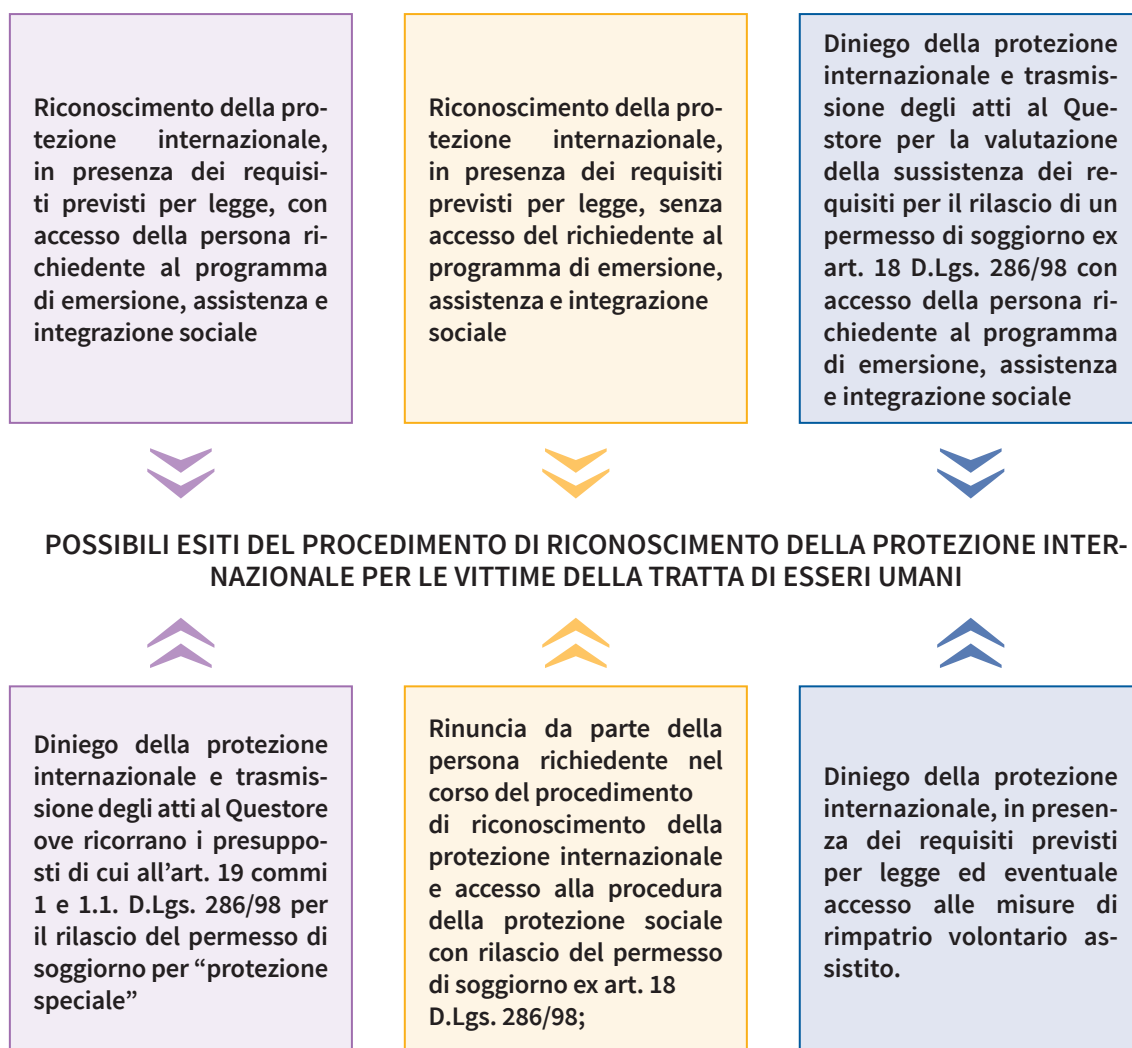 Riconoscimento della pro-
tezione internazionale,
in presenza dei requisi-
ti previsti per legge, con
accesso della persona ri-
chiedente al programma
di emersione, assistenza e
integrazione sociale
Riconoscimento della pro-
tezione internazionale,
in presenza dei requisiti
previsti per legge, senza
accesso del richiedente al
programma di emersione,
assistenza e integrazione
sociale
Diniego della protezione
internazionale e trasmis-
sione degli atti al Que-
store per la valutazione
della sussistenza dei re-
quisiti per il rilascio di un
permesso di soggiorno ex
art. 18 D.Lgs. 286/98 con
accesso della persona ri-
chiedente al programma
di emersione, assistenza
e integrazione sociale
POSSIBILI ESITI DEL PROCEDIMENTO DI RICONOSCIMENTO DELLA PROTEZIONE INTER-
NAZIONALE PER LE VITTIME DELLA TRATTA DI ESSERI UMANI
Diniego della protezione
internazionale e trasmis-
sione degli atti al Questore
ove ricorrano i presuppo-
sti di cui all’art. 19 commi
1 e 1.1. D.Lgs. 286/98 per
il rilascio del permesso di
soggiorno per “protezione
speciale”
Rinuncia da parte della
persona richiedente nel
corso del procedimento
di riconoscimento della
protezione internazionale
e accesso alla procedura
della protezione sociale
con rilascio del permesso
di soggiorno ex art. 18
D.Lgs. 286/98;
Diniego della protezione
internazionale, in presen-
za dei requisiti previsti
per legge ed eventuale
accesso alle misure di
rimpatrio volontario as-
sistito.